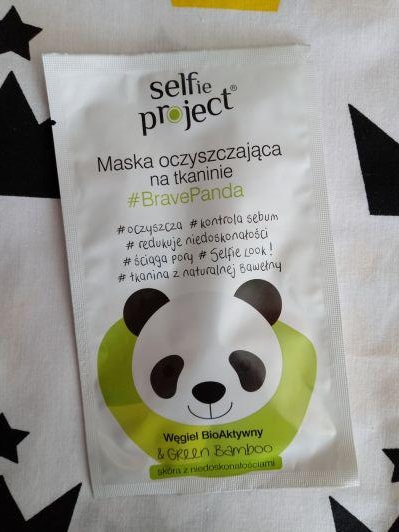 selfie
project®
Maska oczyszczająca
na tkaninie
#BravePanda
#oczyszcza #kontrola sebum
#redukuje niedoskonałości
#ściąga pory #Selfie Look!
#tkanina z naturalnej bawełny
Węgiel BioAktywny
& Green Bamboo
skóra z niedoskonałościami